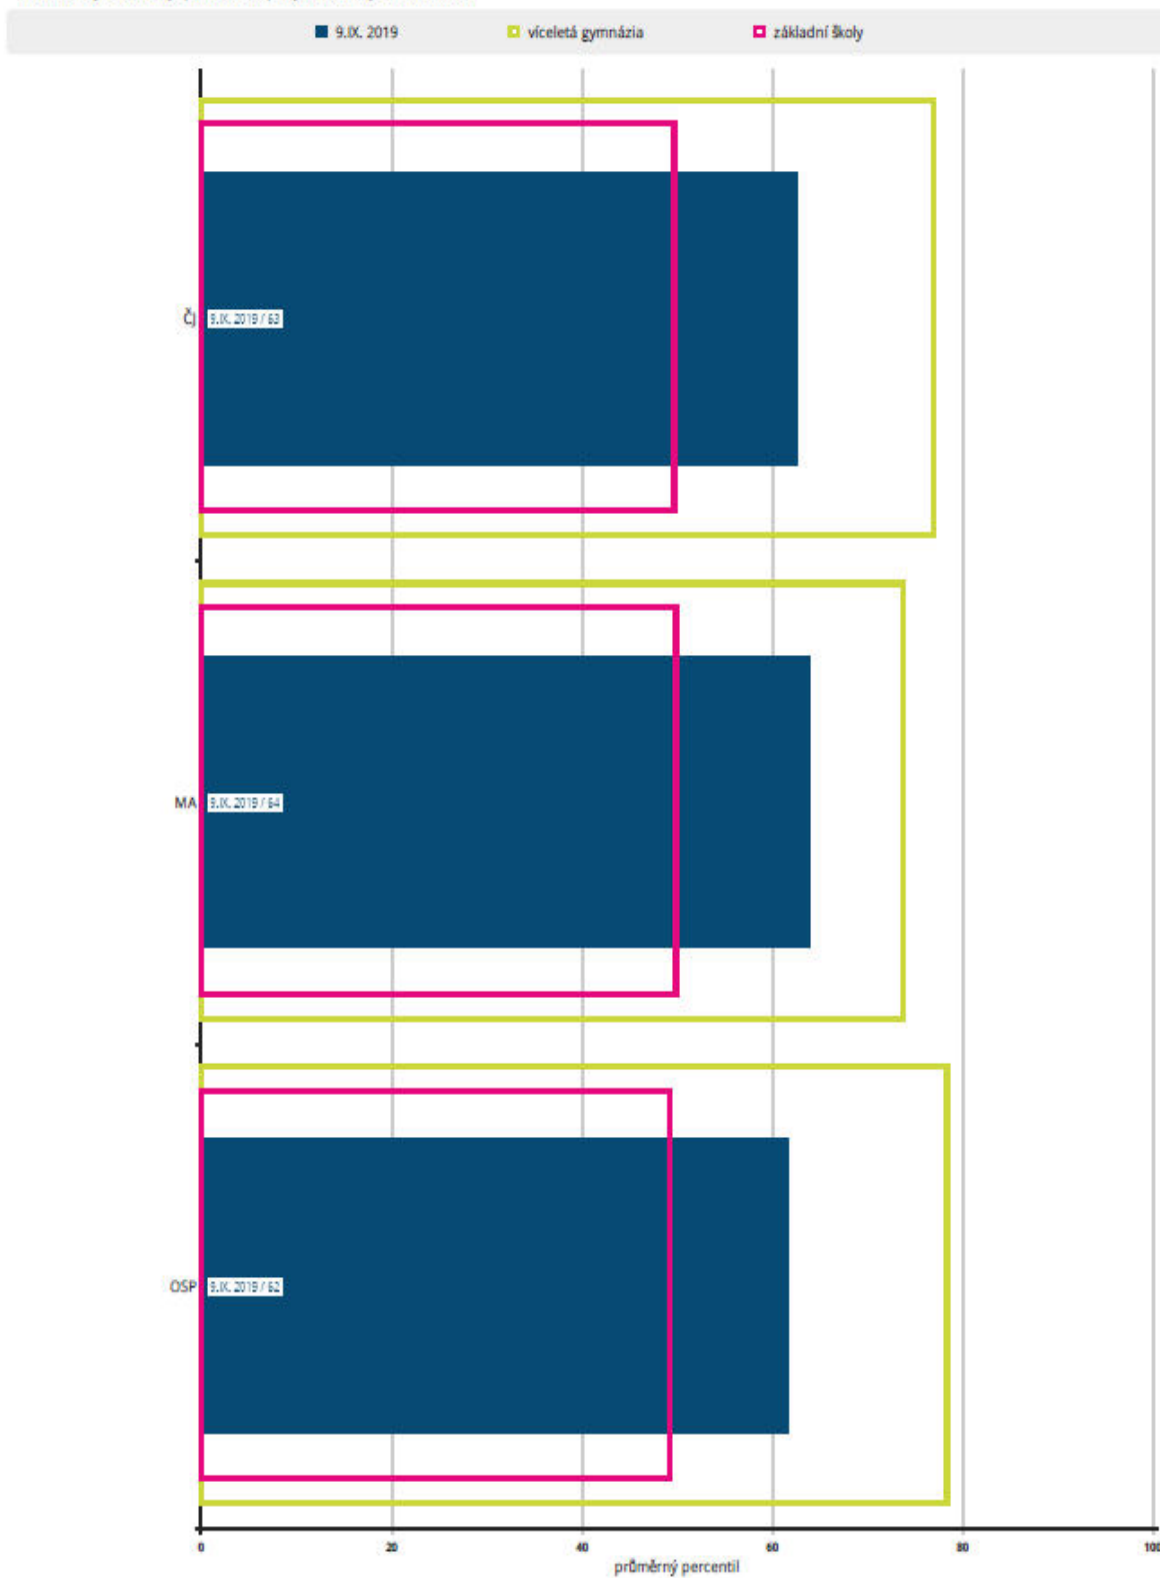 9.IX. 2019 víceletá gymnázia základní školy
ČJ 9.IX. 2019 / 63
MA 9.IX. 2019 / 64
OSP 9.IX. 2019 / 62
0 20 40 60 80 100
průměrný percentil